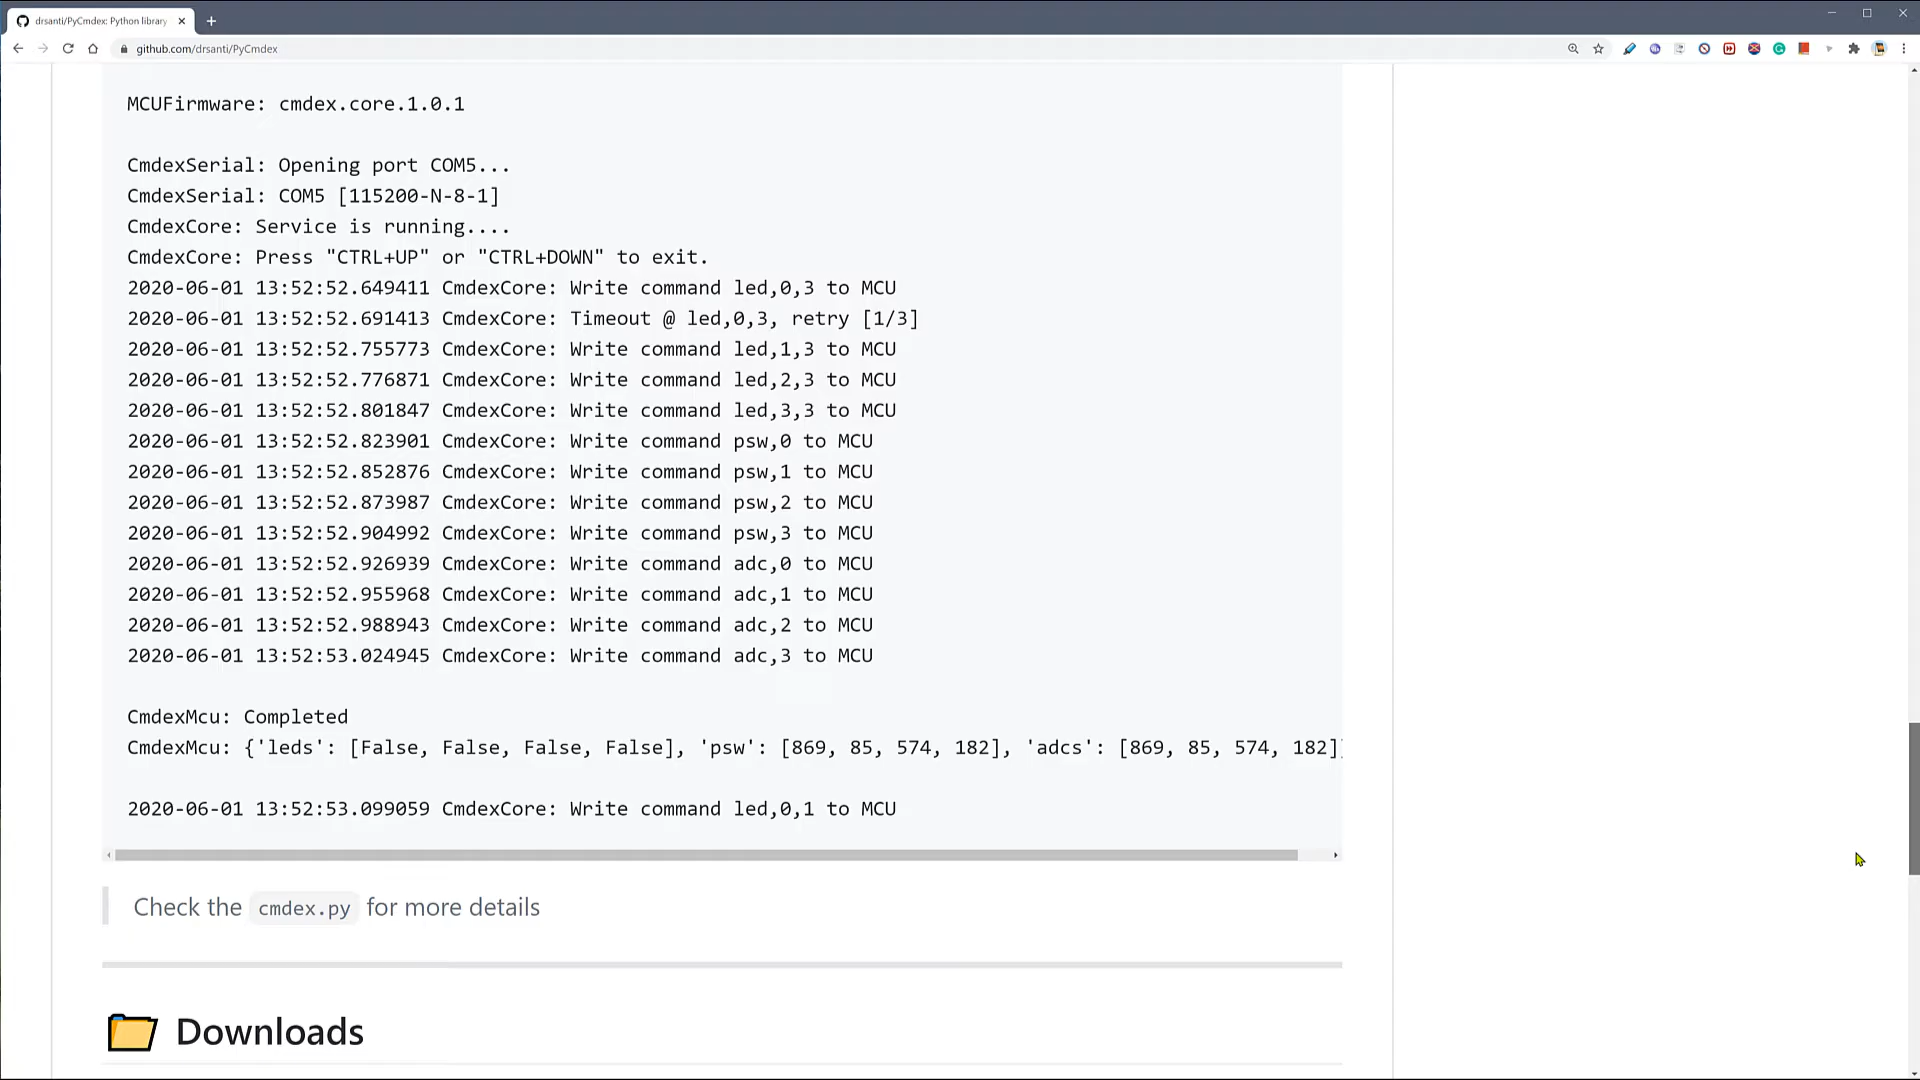 drsanti/PyCmdex: Python library
github.com/drsanti/PyCmdex
MCUFirmware: cmdex.core.1.0.1
CmdexSerial: Opening port COM5...
CmdexSerial: COM5 [115200-N-8-1]
CmdexCore: Service is running....
CmdexCore: Press "CTRL+UP" or "CTRL+DOWN" to exit.
2020-06-01 13:52:52.649411 CmdexCore: Write command led,0,3 to MCU
2020-06-01 13:52:52.691413 CmdexCore: Timeout @ led,0,3, retry [1/3]
2020-06-01 13:52:52.755773 CmdexCore: Write command led,1,3 to MCU
2020-06-01 13:52:52.776871 CmdexCore: Write command led,2,3 to MCU
2020-06-01 13:52:52.801847 CmdexCore: Write command led,3,3 to MCU
2020-06-01 13:52:52.823901 CmdexCore: Write command psw,0 to MCU
2020-06-01 13:52:52.852876 CmdexCore: Write command psw,1 to MCU
2020-06-01 13:52:52.873987 CmdexCore: Write command psw,2 to MCU
2020-06-01 13:52:52.904992 CmdexCore: Write command psw,3 to MCU
2020-06-01 13:52:52.926939 CmdexCore: Write command adc,0 to MCU
2020-06-01 13:52:52.955968 CmdexCore: Write command adc,1 to MCU
2020-06-01 13:52:52.988943 CmdexCore: Write command adc,2 to MCU
2020-06-01 13:52:53.024945 CmdexCore: Write command adc,3 to MCU
CmdexMcu: Completed
CmdexMcu: {'leds': [False, False, False, False], 'psw': [869, 85, 574, 182], 'adcs': [869, 85, 574, 182]
2020-06-01 13:52:53.099059 CmdexCore: Write command led,0,1 to MCU
Check the cmdex.py for more details
Downloads